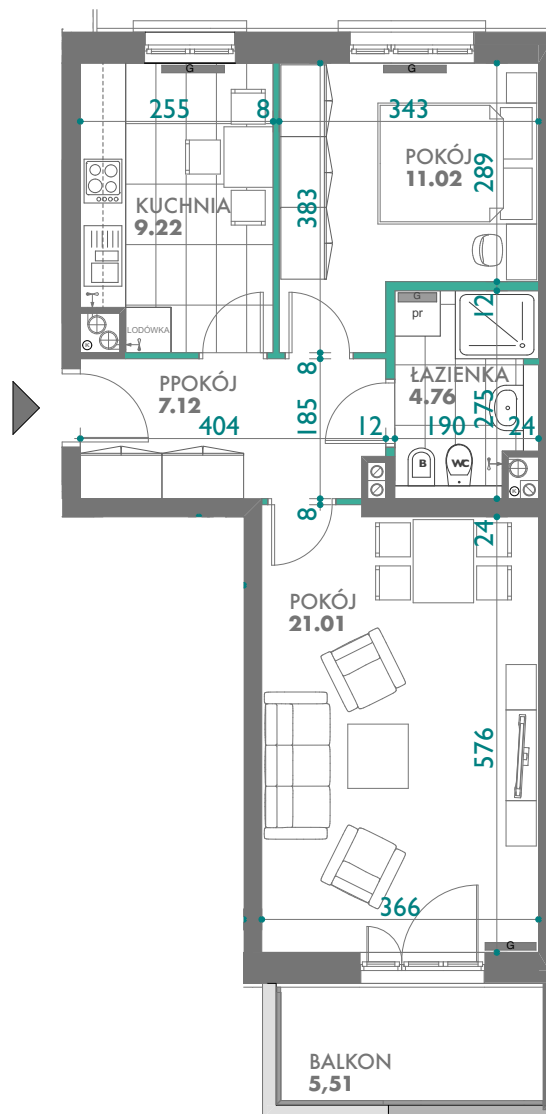 G
G
255
8
343
POKÓJ
11.02
289
383
KUCHNIA
9.22
12
G
pr
LODÓWKA
PPOKÓJ
7.12
8
185
ŁAZIENKA
4.76
275
404
12
190
24
B
WC
8
24
POKÓJ
21.01
576
366
G
BALKON
5,51